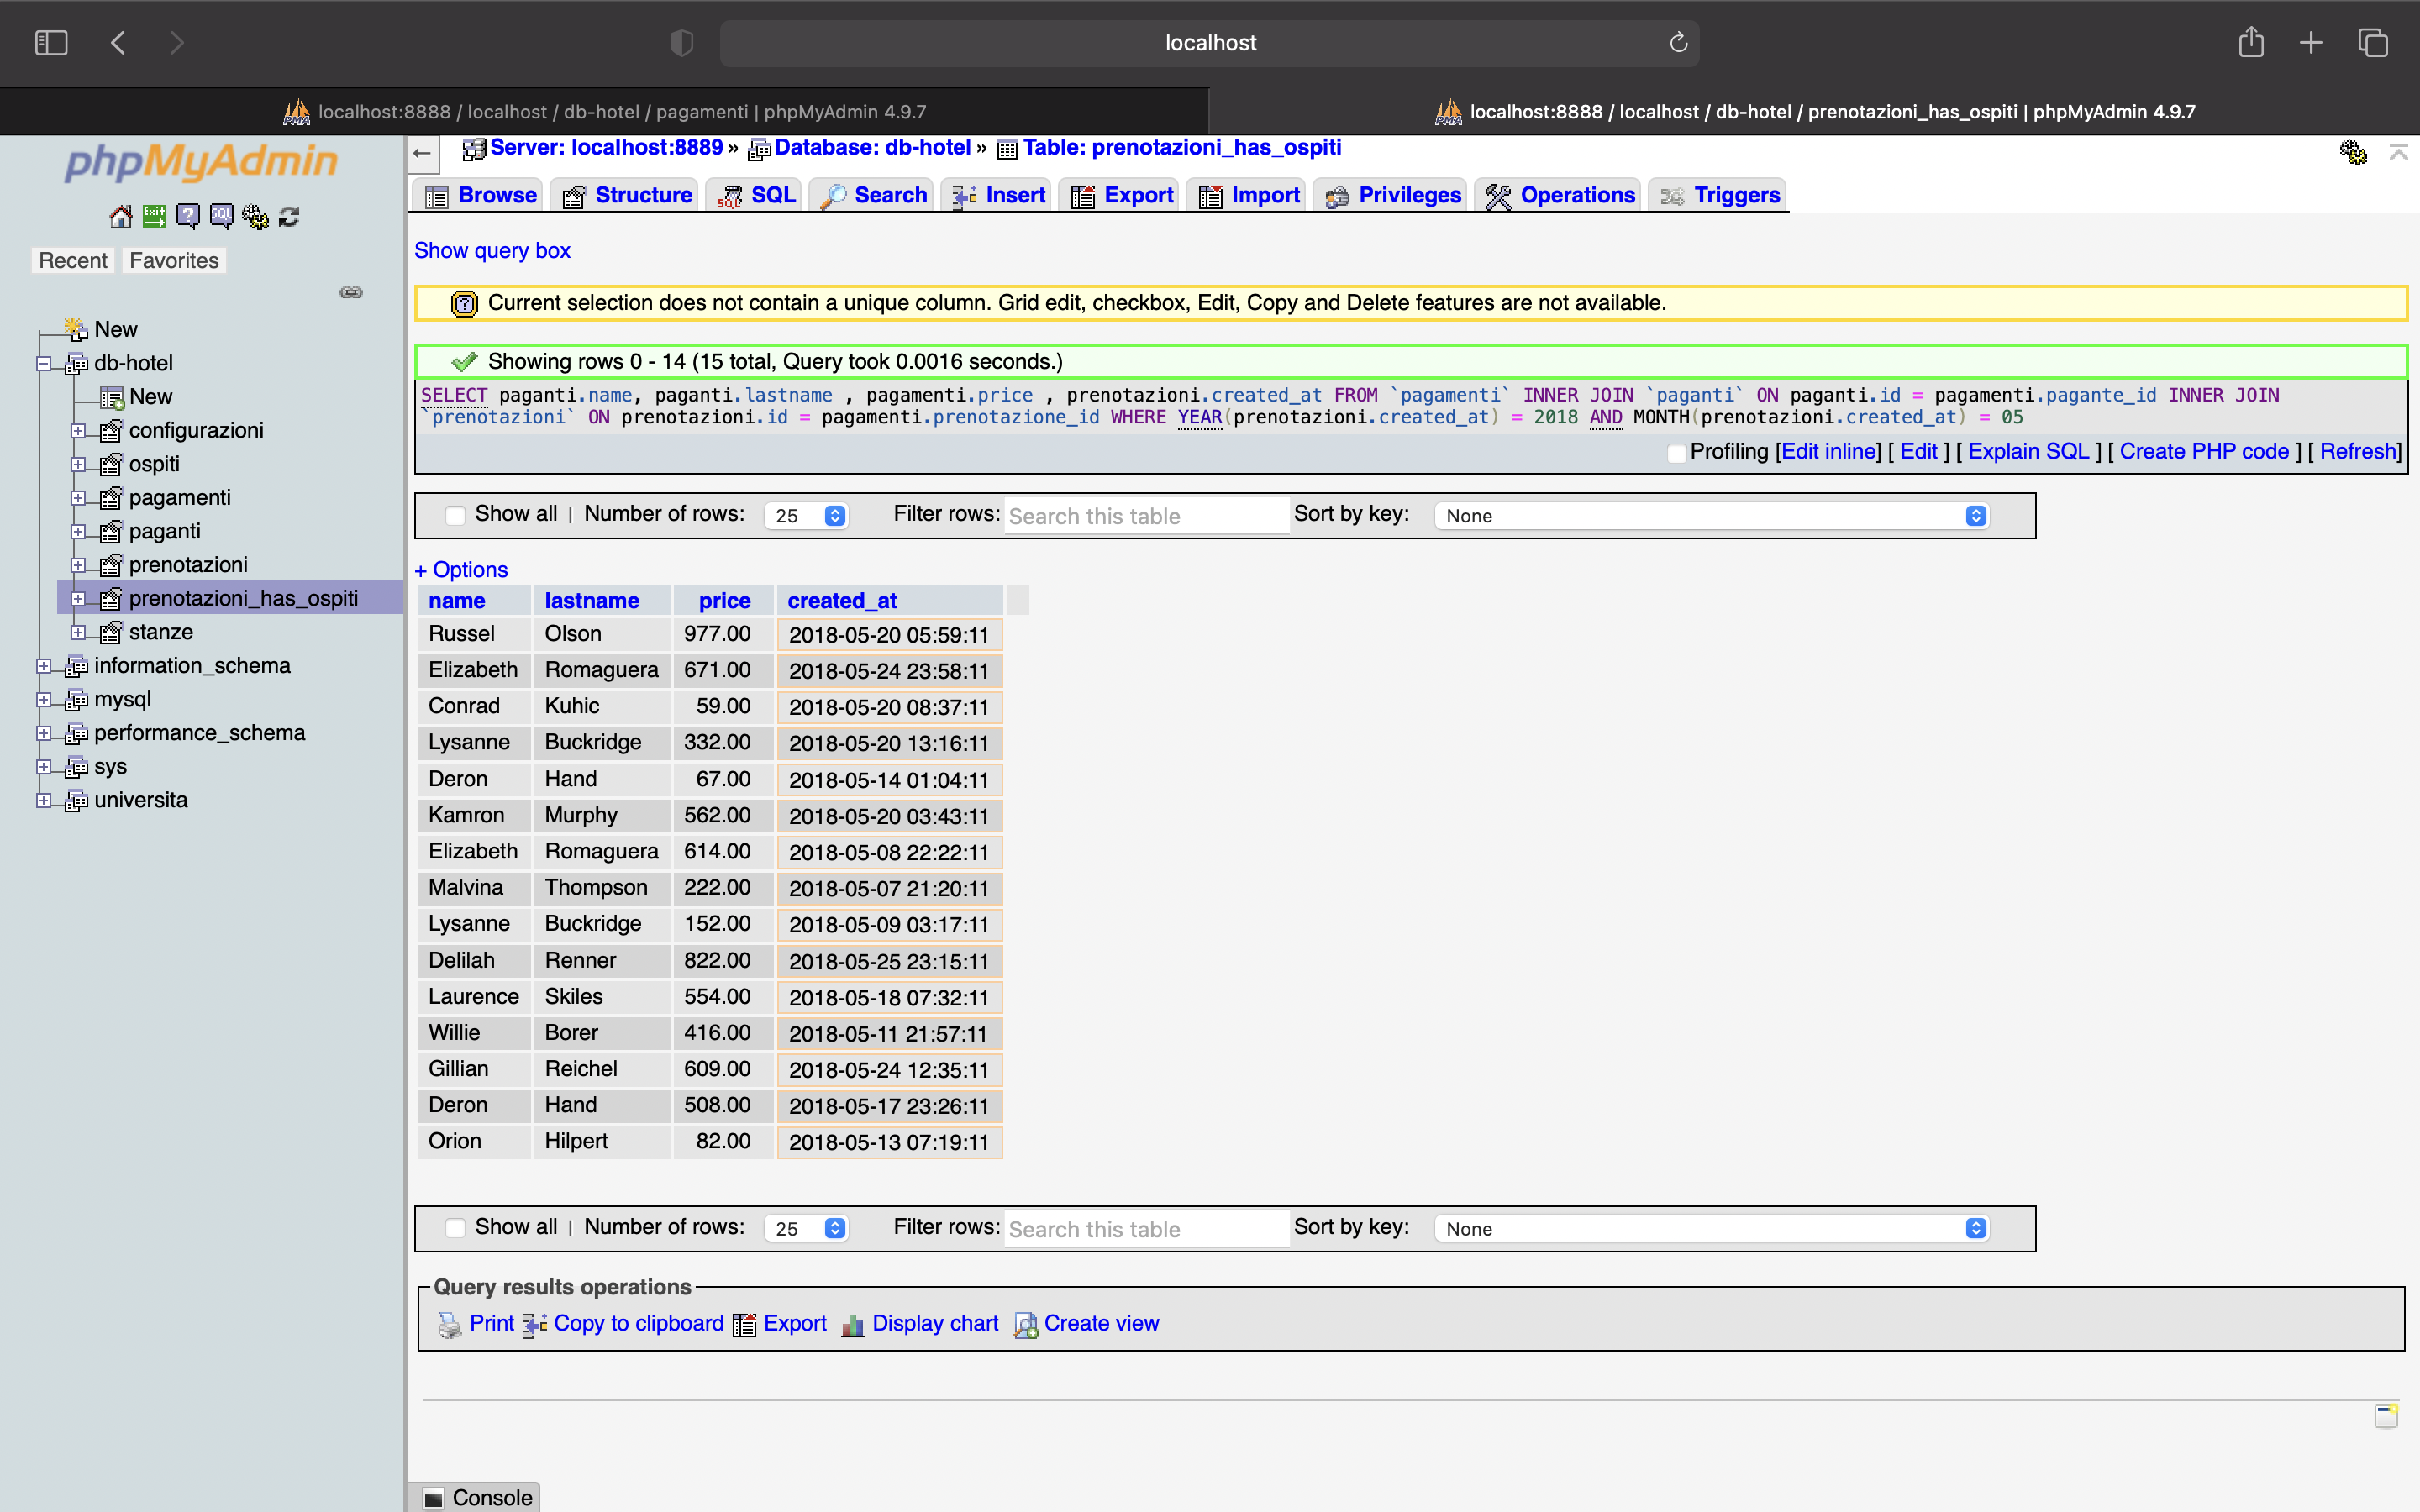 localhost
localhost:8888 / localhost / db-hotel / pagamenti | phpMyAdmin 4.9.7
localhost:8888 / localhost / db-hotel / prenotazioni_has_ospiti | phpMyAdmin 4.9.7
phpMyAdmin
Recent Favorites
New
db-hotel
New
configurazioni
ospiti
pagamenti
paganti
prenotazioni
prenotazioni_has_ospiti
stanze
information_schema
mysql
performance_schema
sys
universita
Server: localhost:8889 » Database: db-hotel » Table: prenotazioni_has_ospiti
Browse Structure SQL Search Insert Export Import Privileges Operations Triggers
Show query box
Current selection does not contain a unique column. Grid edit, checkbox, Edit, Copy and Delete features are not available.
Showing rows 0 - 14 (15 total, Query took 0.0016 seconds.)
SELECT paganti.name, paganti.lastname , pagamenti.price , prenotazioni.created_at FROM `pagamenti` INNER JOIN `paganti` ON paganti.id = pagamenti.pagante_id INNER JOIN
`prenotazioni` ON prenotazioni.id = pagamenti.prenotazione_id WHERE YEAR(prenotazioni.created_at) = 2018 AND MONTH(prenotazioni.created_at) = 05
Profiling [Edit inline] [ Edit ] [ Explain SQL ] [ Create PHP code ] [ Refresh]
Show all | Number of rows: 25 Filter rows: Search this table Sort by key: None
+ Options
name lastname price created_at
Russel Olson 977.00 2018-05-20 05:59:11
Elizabeth Romaguera 671.00 2018-05-24 23:58:11
Conrad Kuhic 59.00 2018-05-20 08:37:11
Lysanne Buckridge 332.00 2018-05-20 13:16:11
Deron Hand 67.00 2018-05-14 01:04:11
Kamron Murphy 562.00 2018-05-20 03:43:11
Elizabeth Romaguera 614.00 2018-05-08 22:22:11
Malvina Thompson 222.00 2018-05-07 21:20:11
Lysanne Buckridge 152.00 2018-05-09 03:17:11
Delilah Renner 822.00 2018-05-25 23:15:11
Laurence Skiles 554.00 2018-05-18 07:32:11
Willie Borer 416.00 2018-05-11 21:57:11
Gillian Reichel 609.00 2018-05-24 12:35:11
Deron Hand 508.00 2018-05-17 23:26:11
Orion Hilpert 82.00 2018-05-13 07:19:11
Show all | Number of rows: 25 Filter rows: Search this table Sort by key: None
Query results operations
Print Copy to clipboard Export Display chart Create view
Console